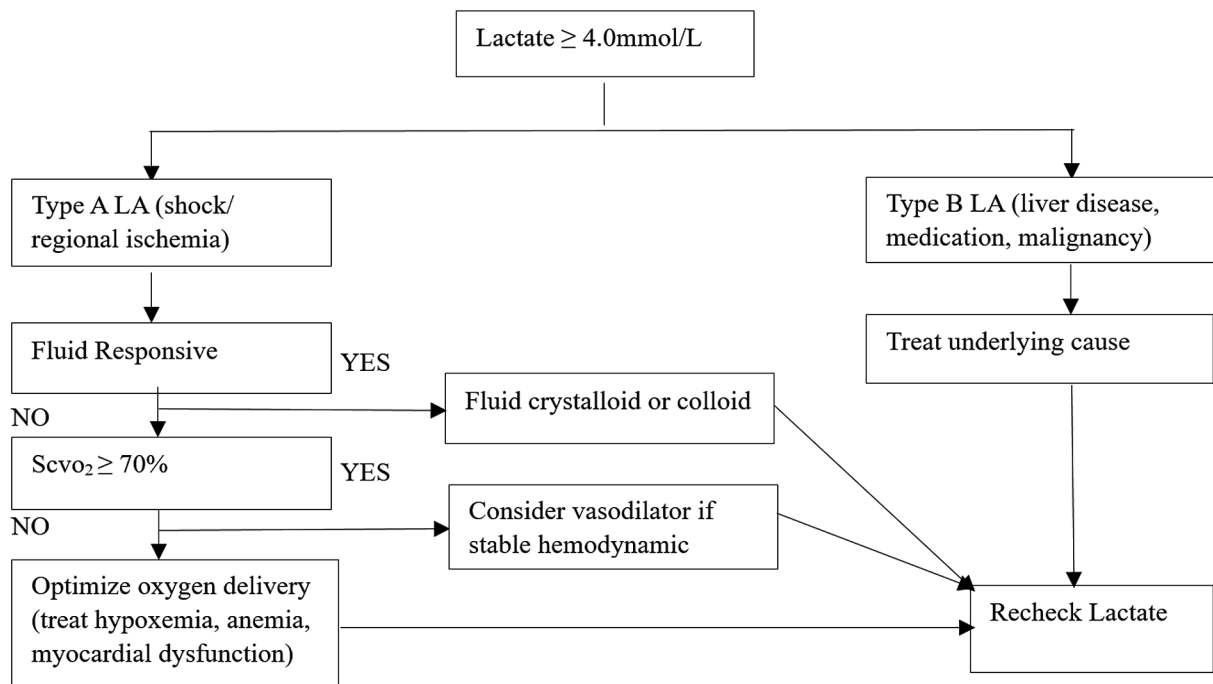 Lactate ≥ 4.0mmol/L
Type A LA (shock/
regional ischemia)
Type B LA (liver disease,
medication, malignancy)
Fluid Responsive
YES
Treat underlying cause
NO
Fluid crystalloid or colloid
Scvo₂ ≥ 70%
YES
NO
Consider vasodilator if
stable hemodynamic
Optimize oxygen delivery
(treat hypoxemia, anemia,
myocardial dysfunction)
Recheck Lactate